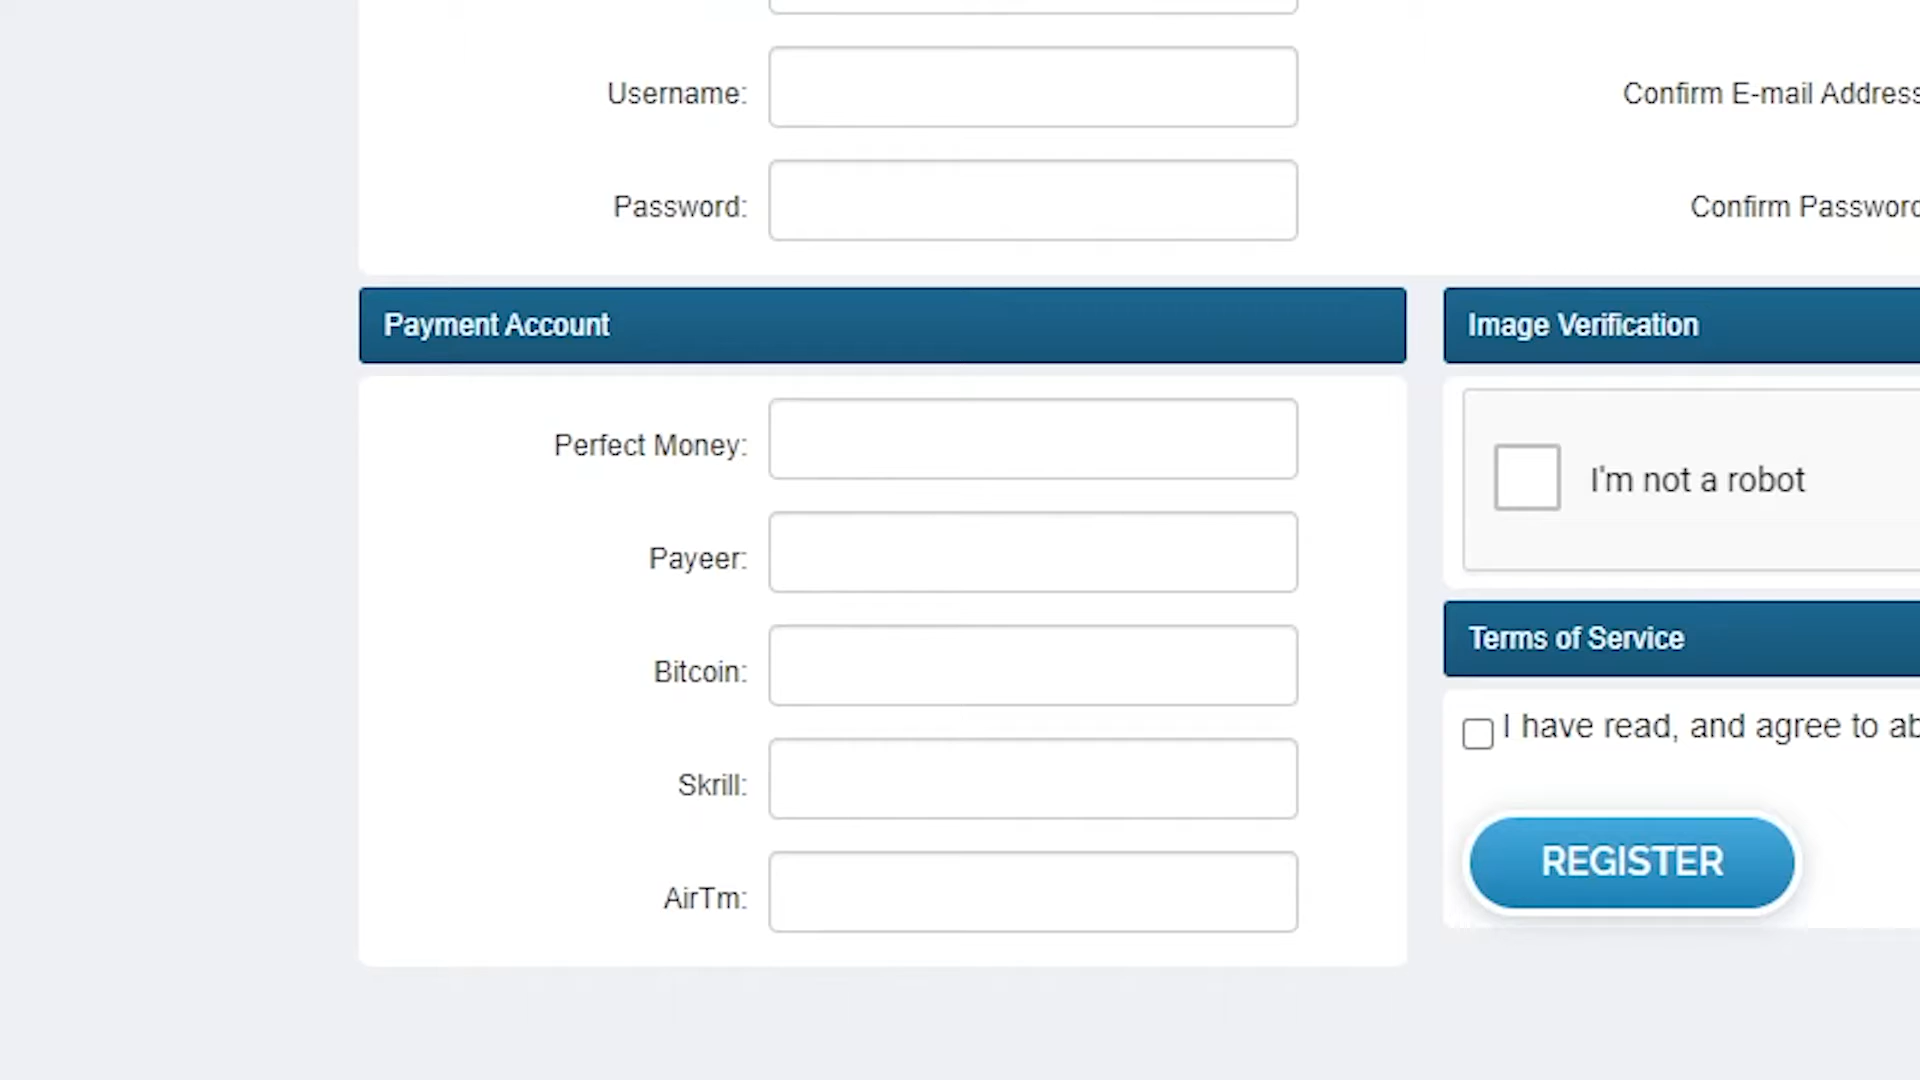 Username:
Confirm E-mail Address
Password:
Confirm Password
Payment Account
Image Verification
Perfect Money:
I'm not a robot
Payeer:
Terms of Service
Bitcoin:
I have read, and agree to ab
Skrill:
REGISTER
AirTm: